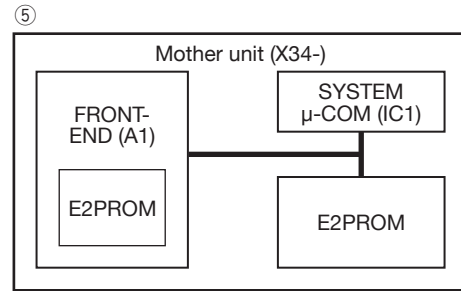 ⑤
Mother unit (X34-)
FRONT-
END (A1)
E2PROM
SYSTEM
µ-COM (IC1)
E2PROM